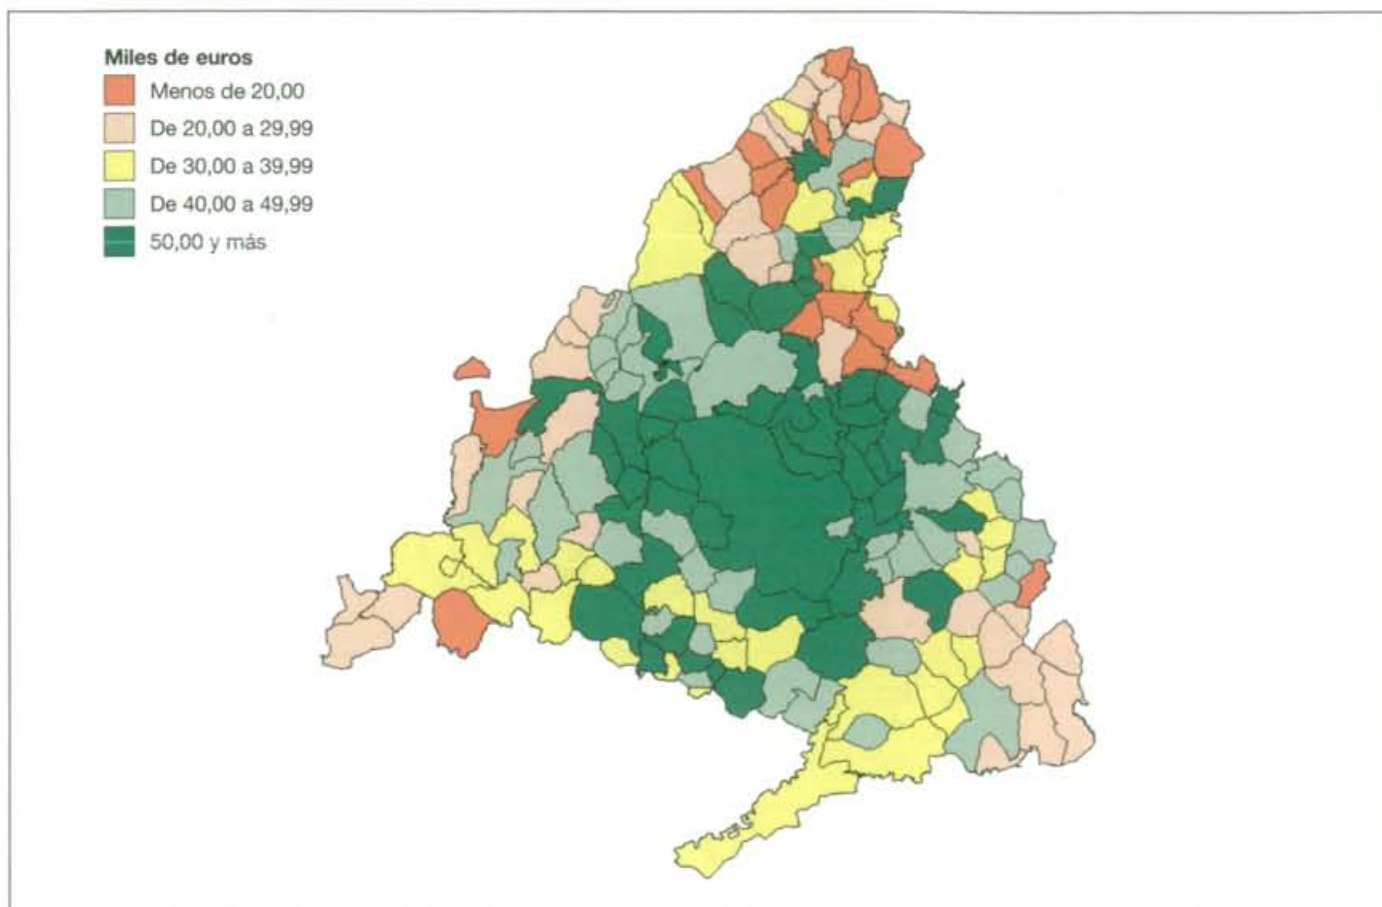 Miles de euros
Menos de 20,00
De 20,00 a 29,99
De 30,00 a 39,99
De 40,00 a 49,99
50,00 y más